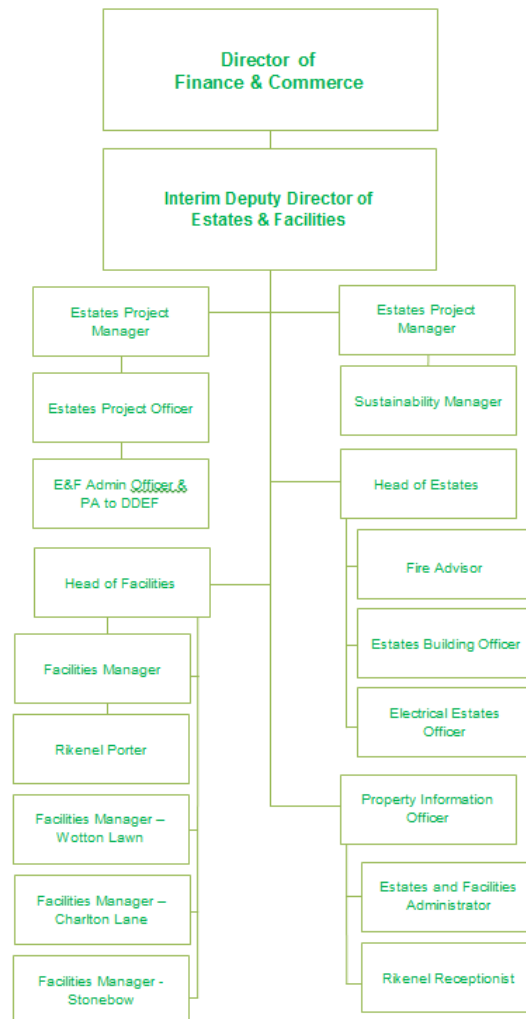 Director of
Finance & Commerce
Interim Deputy Director of
Estates & Facilities
Estates Project
Manager
Estates Project
Manager
Estates Project Officer
Sustainability Manager
E&F Admin Officer &
PA to DDEF
Head of Estates
Head of Facilities
Fire Advisor
Facilities Manager
Estates Building Officer
Rikenel Porter
Electrical Estates
Officer
Facilities Manager –
Wotton Lawn
Property Information
Officer
Facilities Manager –
Charlton Lane
Estates and Facilities
Administrator
Facilities Manager -
Stonebow
Rikenel Receptionist